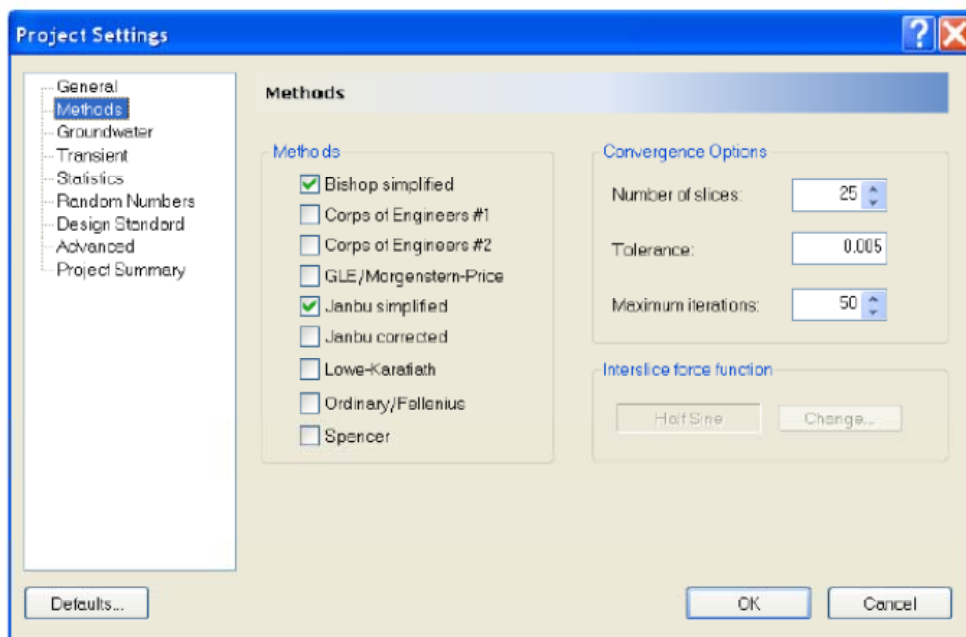 Project Settings
General
Methods
Groundwater
Transient
Statistics
Random Numbers
Design Standard
Advanced
Project Summary
Defaults...
Methods
Methods
Bishop simplified
Corps of Engineers #1
Corps of Engineers #2
GLE/Morgenstern-Price
Janbu simplified
Janbu corrected
Lowe-Karafiath
Ordinary/Fellenius
Spencer
Convergence Options
Number of slices: 25
Tolerance: 0.005
Maximum iterations: 50
Interslice force function
Half Sine Change...
OK Cancel